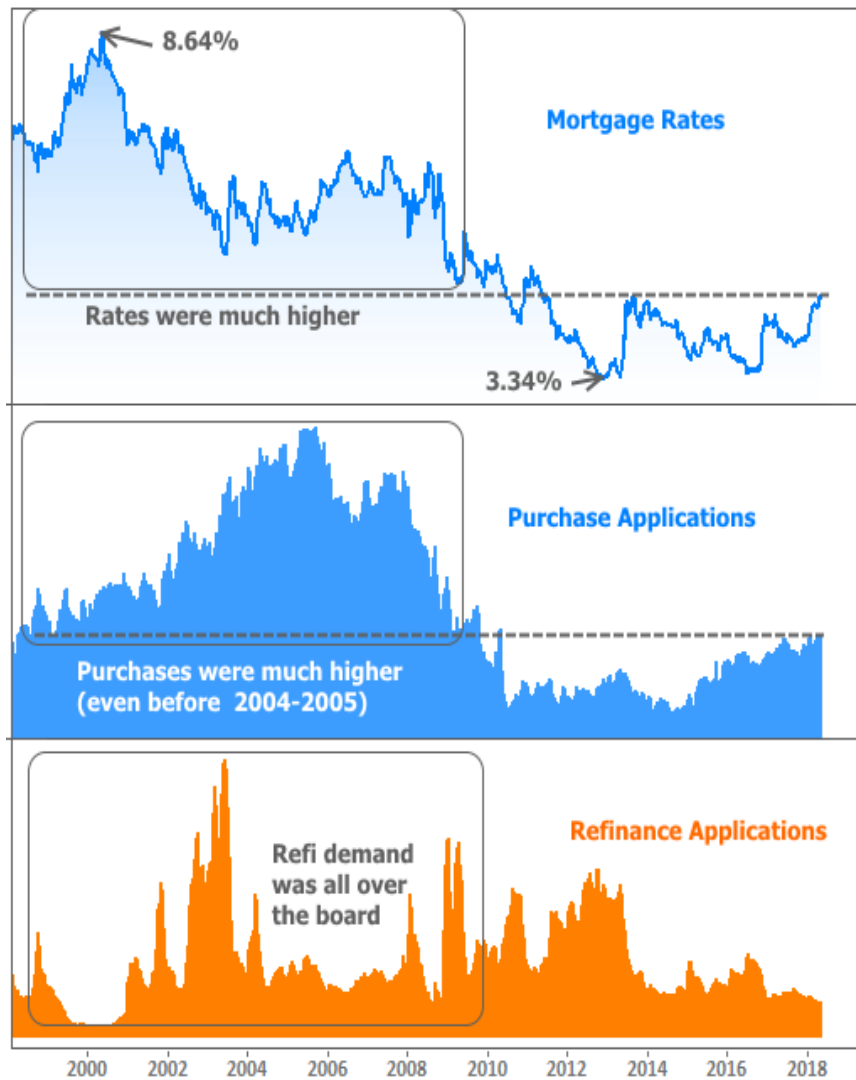 8.64%
Mortgage Rates
Rates were much higher
3.34%
Purchase Applications
Purchases were much higher
(even before 2004-2005)
Refinance Applications
Refi demand
was all over
the board
2000 2002 2004 2006 2008 2010 2012 2014 2016 2018